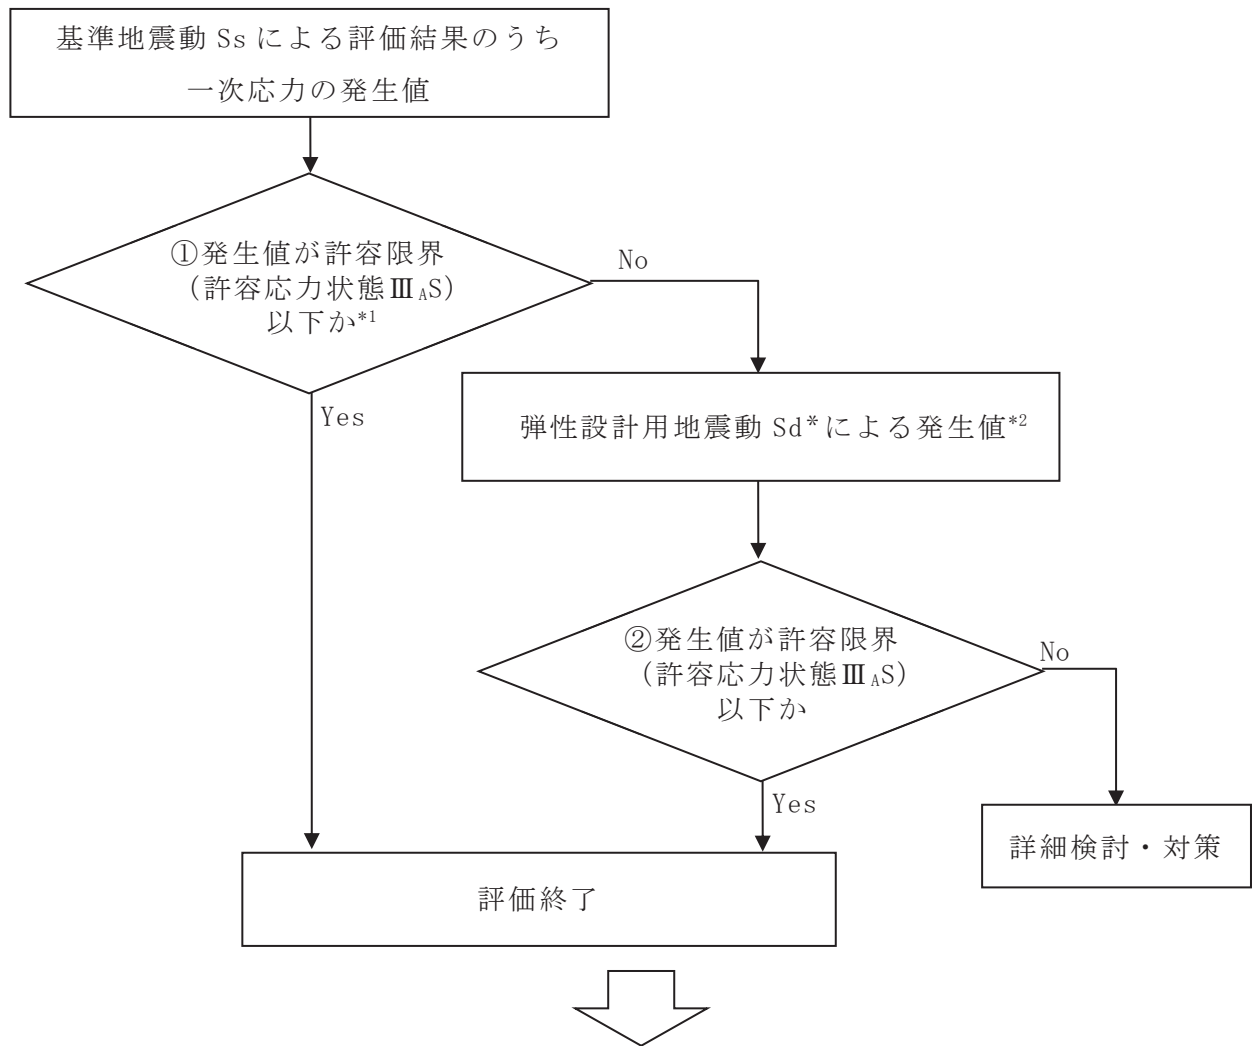 基準地震動 Ss による評価結果のうち
一次応力の発生値
①発生値が許容限界
(許容応力状態ⅢAS)
以下か*1
No
Yes
弾性設計用地震動 Sd*による発生値*2
②発生値が許容限界
(許容応力状態ⅢAS)
以下か
No
Yes
詳細検討・対策
評価終了